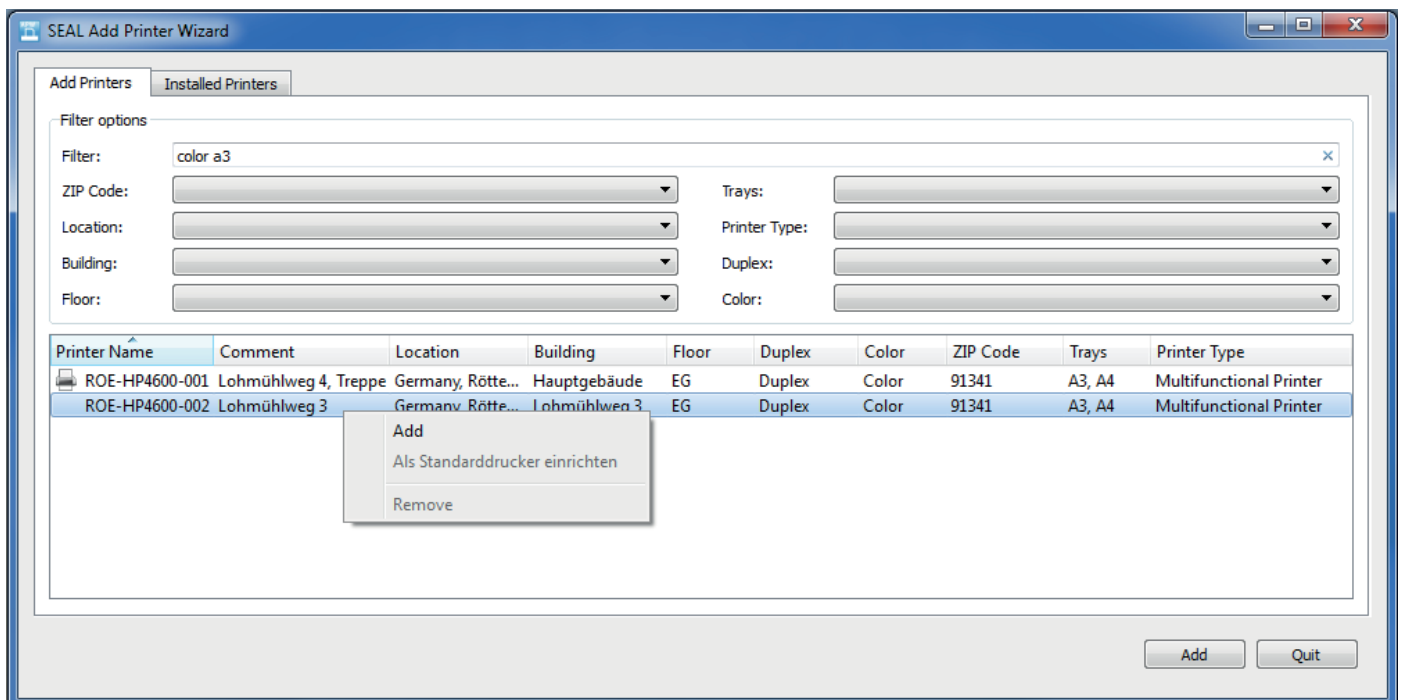 SEAL Add Printer Wizard
Add Printers Installed Printers
Filter options
Filter: color a3
ZIP Code: Trays:
Location: Printer Type:
Building: Duplex:
Floor: Color:
Printer Name Comment Location Building Floor Duplex Color ZIP Code Trays Printer Type
ROE-HP4600-001 Lohmühlweg 4, Treppe Germany, Rötte... Hauptgebäude EG Duplex Color 91341 A3, A4 Multifunctional Printer
ROE-HP4600-002 Lohmühlweg 3 Germany, Rötte... Lohmühlweg 3 EG Duplex Color 91341 A3, A4 Multifunctional Printer
Add
Als Standarddrucker einrichten
Remove
Add Quit